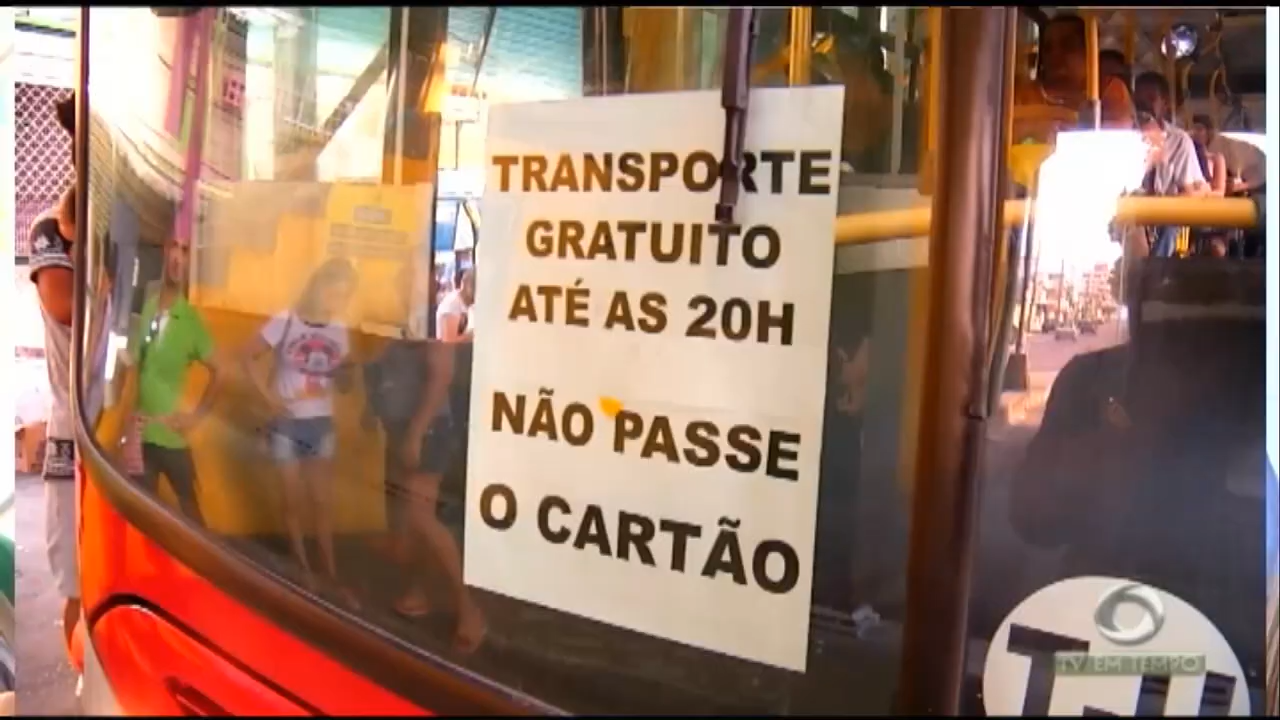 TRANSPORTE
GRATUITO
ATÉ AS 20H
NÃO PASSE
O CARTÃO
TV EM TEMPO